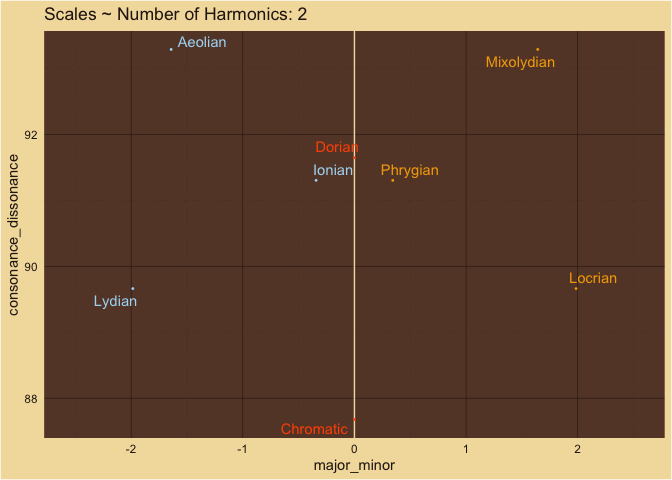 Scales ~ Number of Harmonics: 2
Aeolian
Mixolydian
92
Dorian
Ionian
Phrygian
consonance_dissonance
90
Locrian
Lydian
88
Chromatic
-2 -1 0 1 2
major_minor